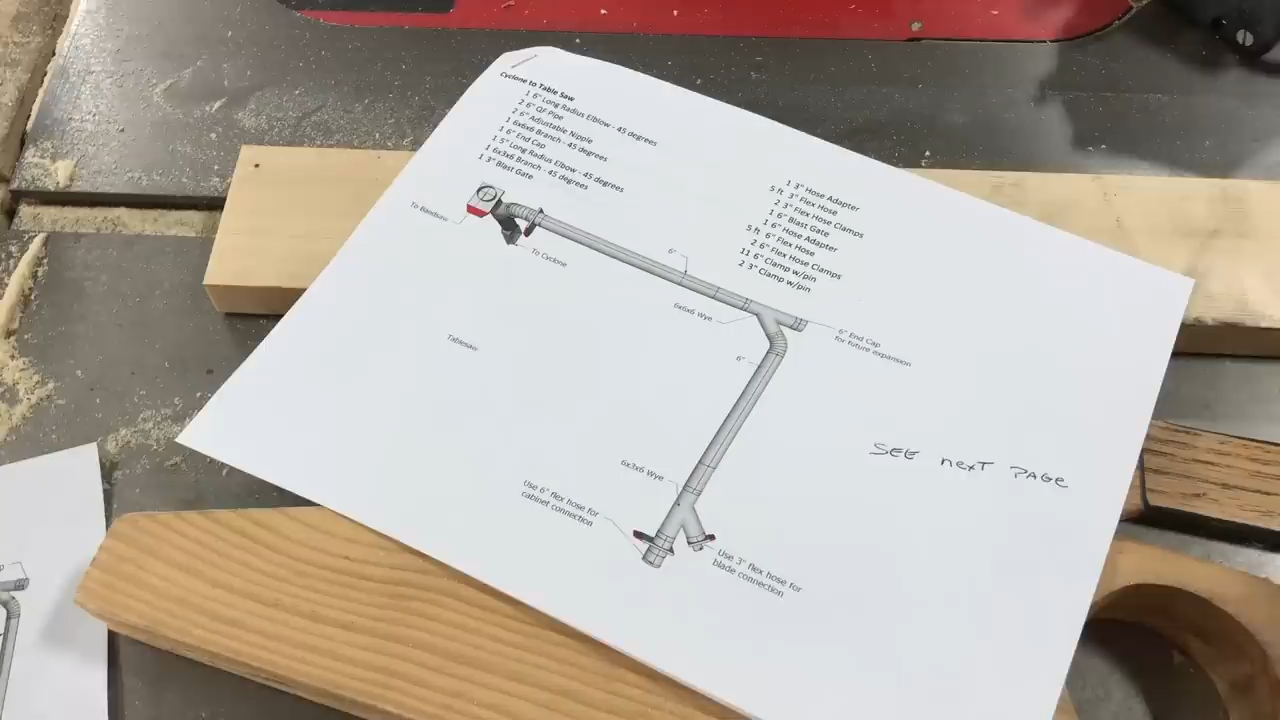 Cyclone to Table Saw
1 6" Long Radius Elbow - 45 degrees
2 6" QF Pipe
2 6" Adjustable Nipple
1 6x6x6 Branch - 45 degrees
1 6" End Cap
1 5" Long Radius Elbow - 45 degrees
1 6x3x6 Branch - 45 degrees
1 3" Blast Gate
1 3" Hose Adapter
5 ft 3" Flex Hose
2 3" Flex Hose Clamps
1 6" Blast Gate
1 6" Hose Adapter
5 ft 6" Flex Hose
2 6" Flex Hose Clamps
11 6" Clamp w/pin
2 3" Clamp w/pin
To Bandsaw
To Cyclone
6"
6x6x6 Wye
6" End Cap
for future expansion
Tablesaw
6"
SEE nexT PAGe
6x3x6 Wye
Use 6" flex hose for
cabinet connection
Use 3" flex hose for
blade connection